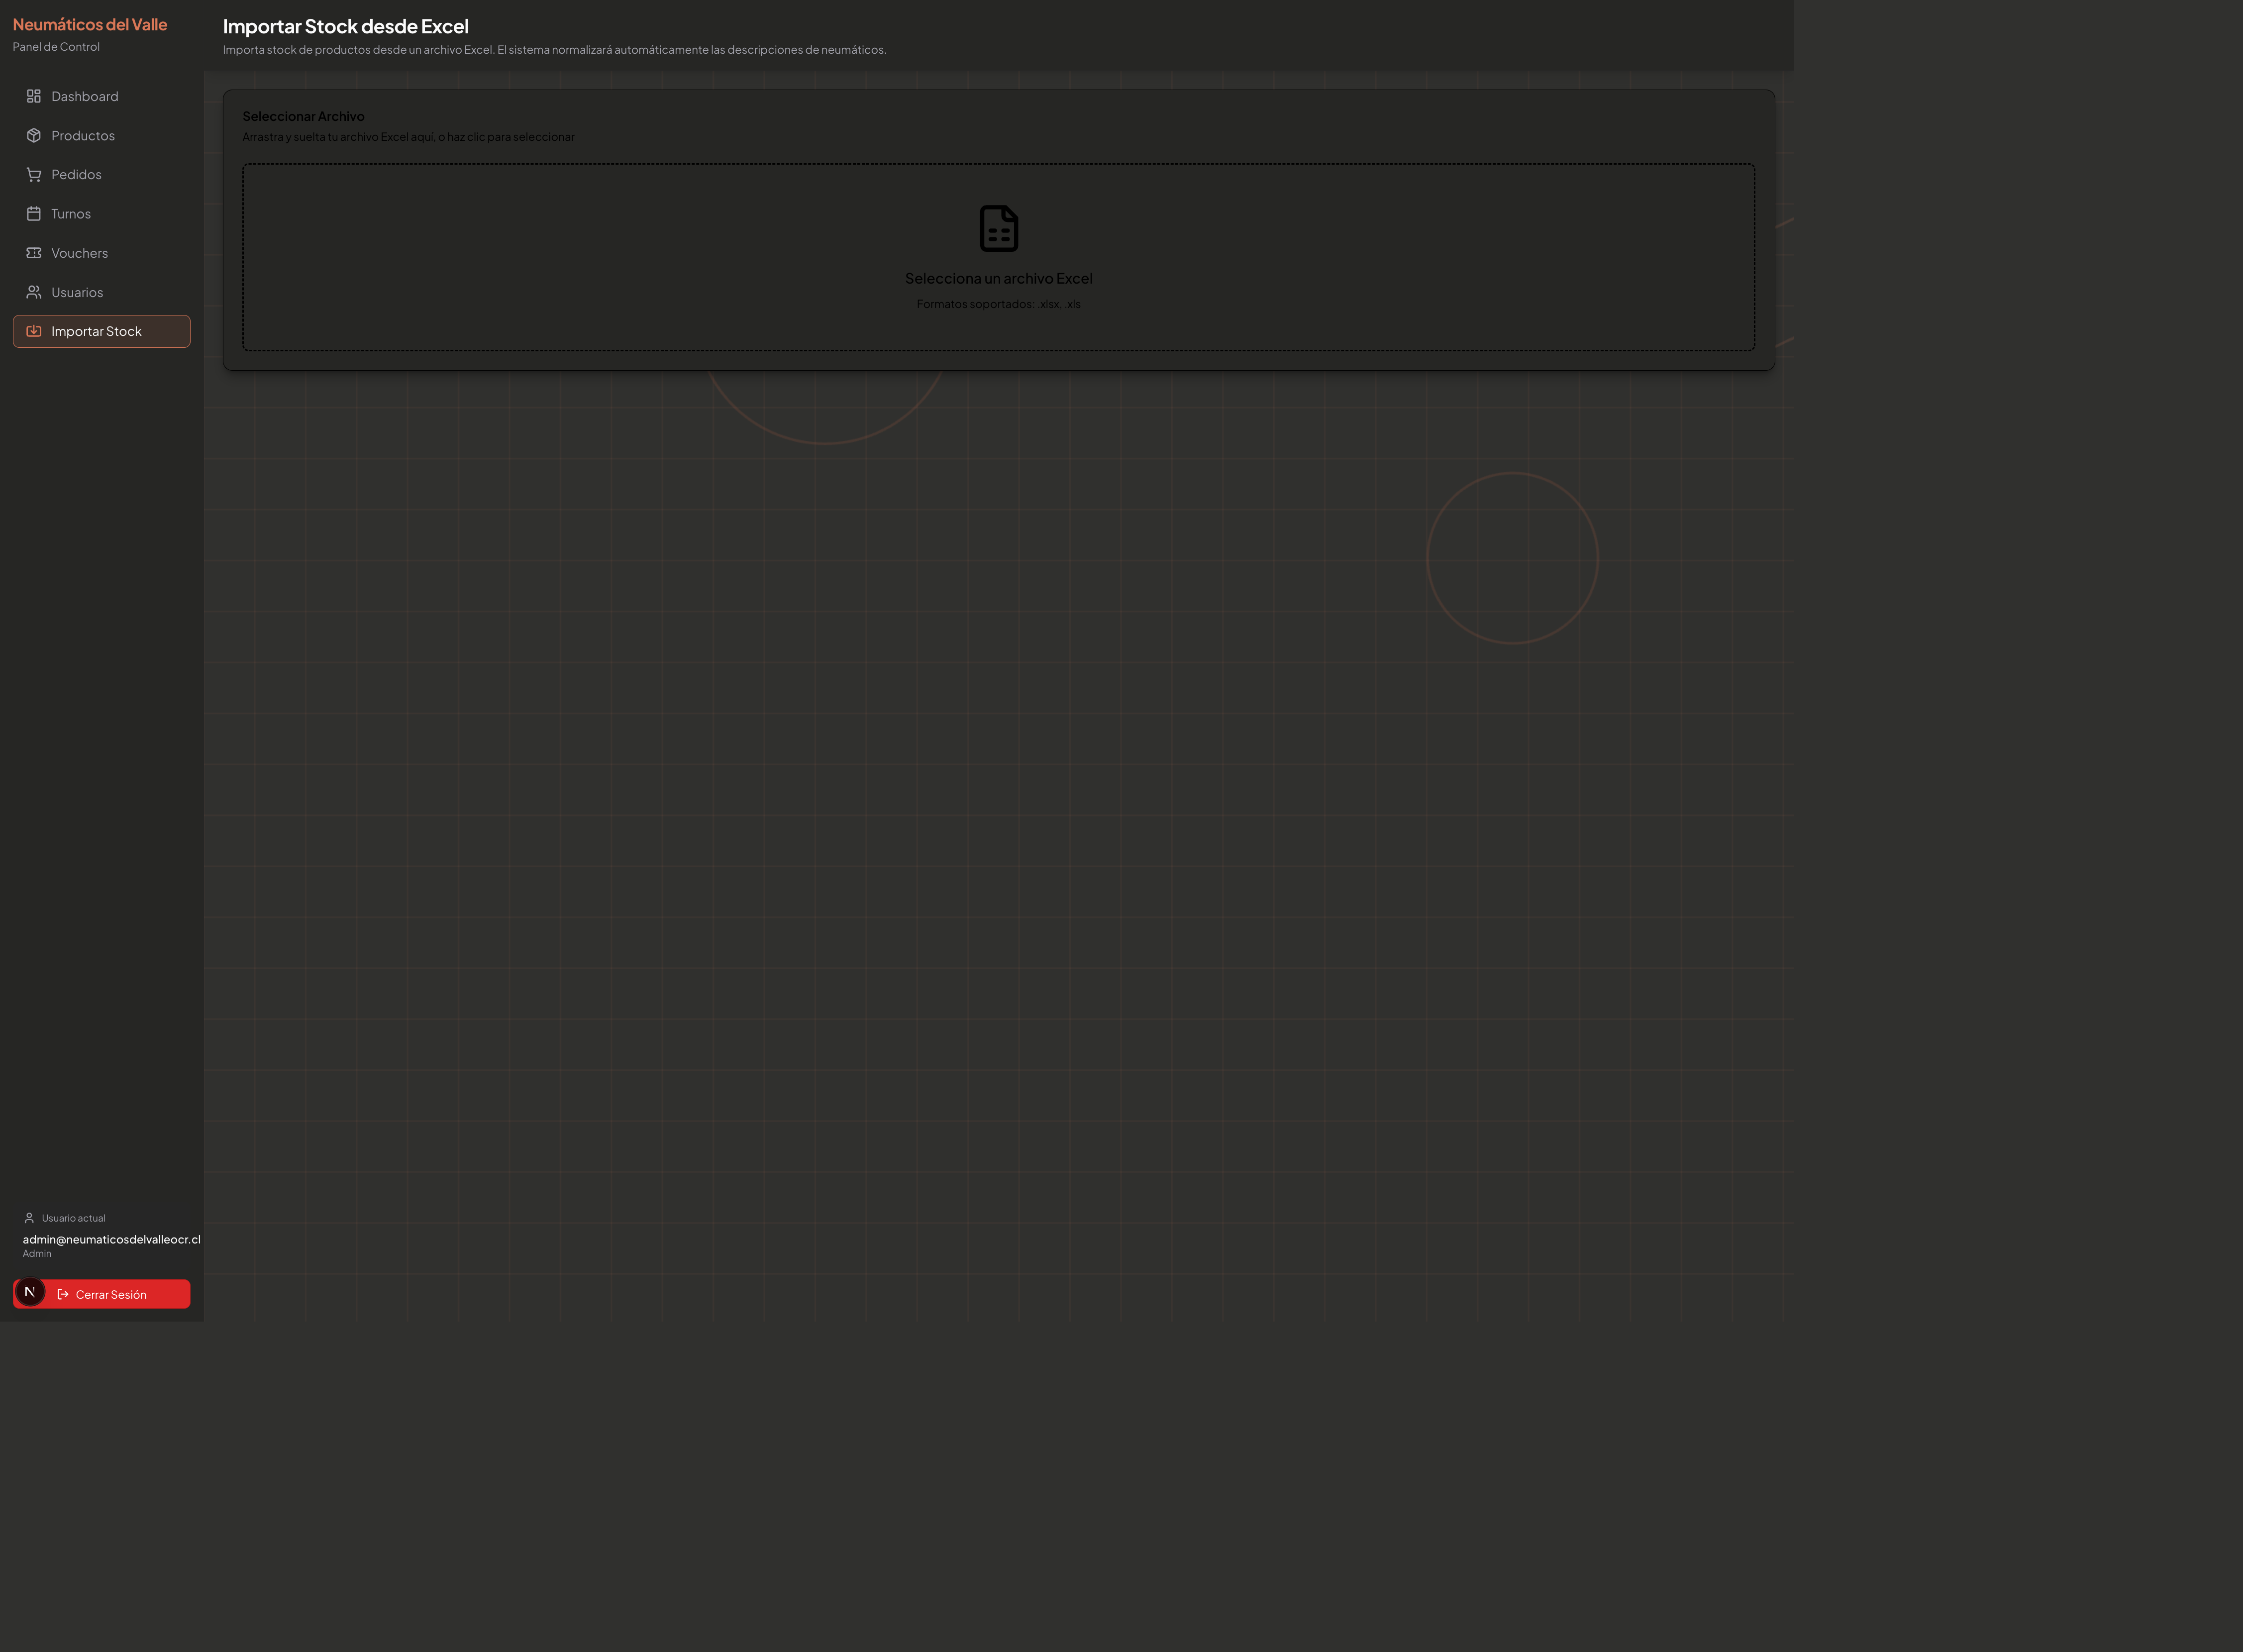 Neumáticos del Valle
Panel de Control
Dashboard
Productos
Pedidos
Turnos
Vouchers
Usuarios
Importar Stock
Usuario actual
admin@neumaticosdelvalleocr.cl
Admin
N
Cerrar Sesión
Importar Stock desde Excel
Importa stock de productos desde un archivo Excel. El sistema normalizará automáticamente las descripciones de neumáticos.
Seleccionar Archivo
Arrastra y suelta tu archivo Excel aquí, o haz clic para seleccionar
Selecciona un archivo Excel
Formatos soportados: .xlsx, .xls